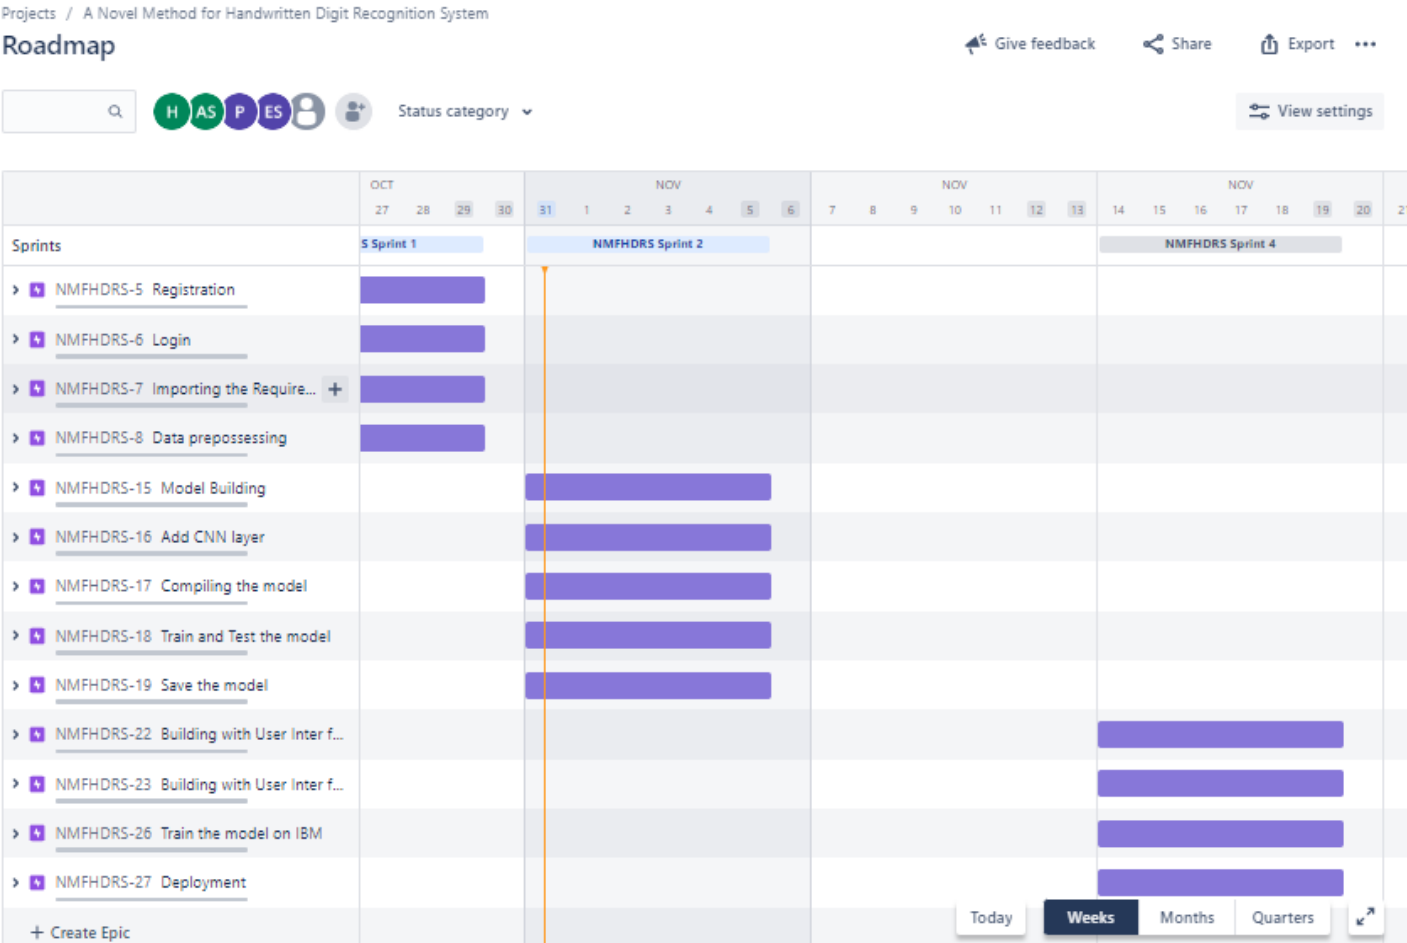 Projects / A Novel Method for Handwritten Digit Recognition System
Roadmap
Give feedback Share Export
H AS P ES Status category View settings
OCT NOV NOV NOV
27 28 29 30 31 1 2 3 4 5 6 7 8 9 10 11 12 13 14 15 16 17 18 19 20
Sprints S Sprint 1 NMFHDRS Sprint 2 NMFHDRS Sprint 4
NMFHDRS-5 Registration
NMFHDRS-6 Login
NMFHDRS-7 Importing the Require...
NMFHDRS-8 Data prepossessing
NMFHDRS-15 Model Building
NMFHDRS-16 Add CNN layer
NMFHDRS-17 Compiling the model
NMFHDRS-18 Train and Test the model
NMFHDRS-19 Save the model
NMFHDRS-22 Building with User Inter f...
NMFHDRS-23 Building with User Inter f...
NMFHDRS-26 Train the model on IBM
NMFHDRS-27 Deployment
Today Weeks Months Quarters
+ Create Epic